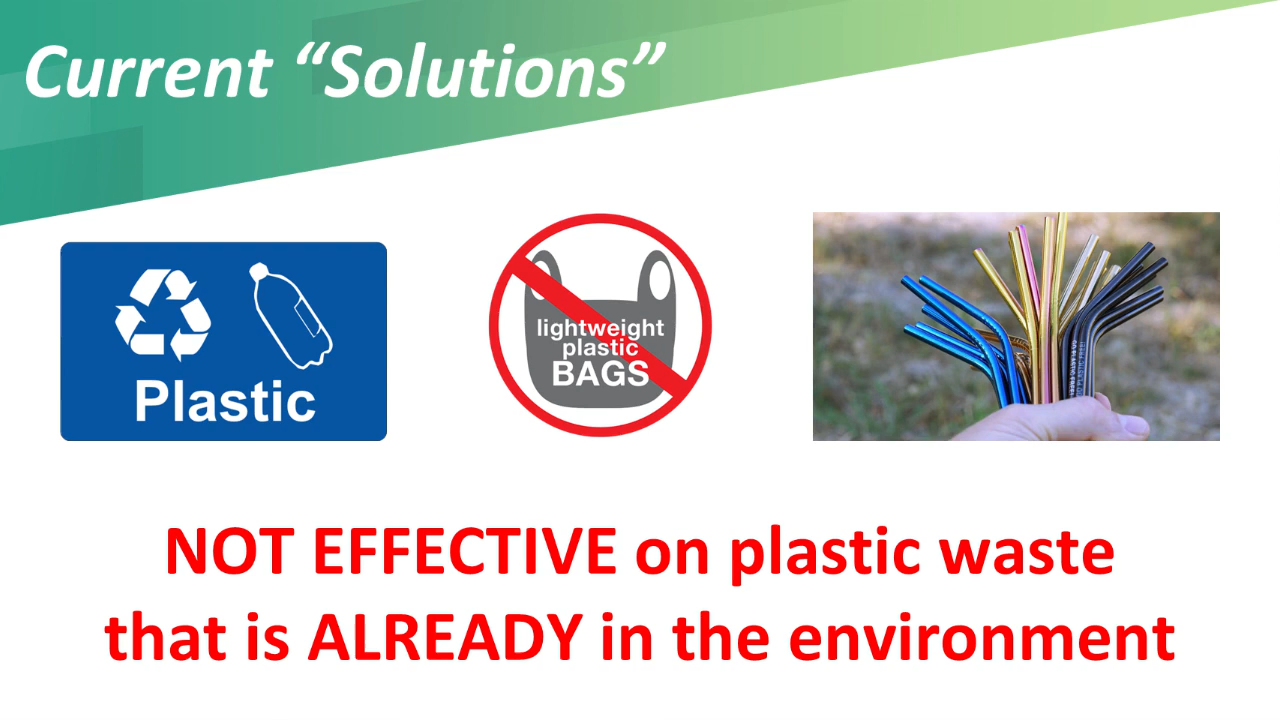 Current “Solutions”
Plastic
lightweight
plastic
BAGS
NOT EFFECTIVE on plastic waste
that is ALREADY in the environment